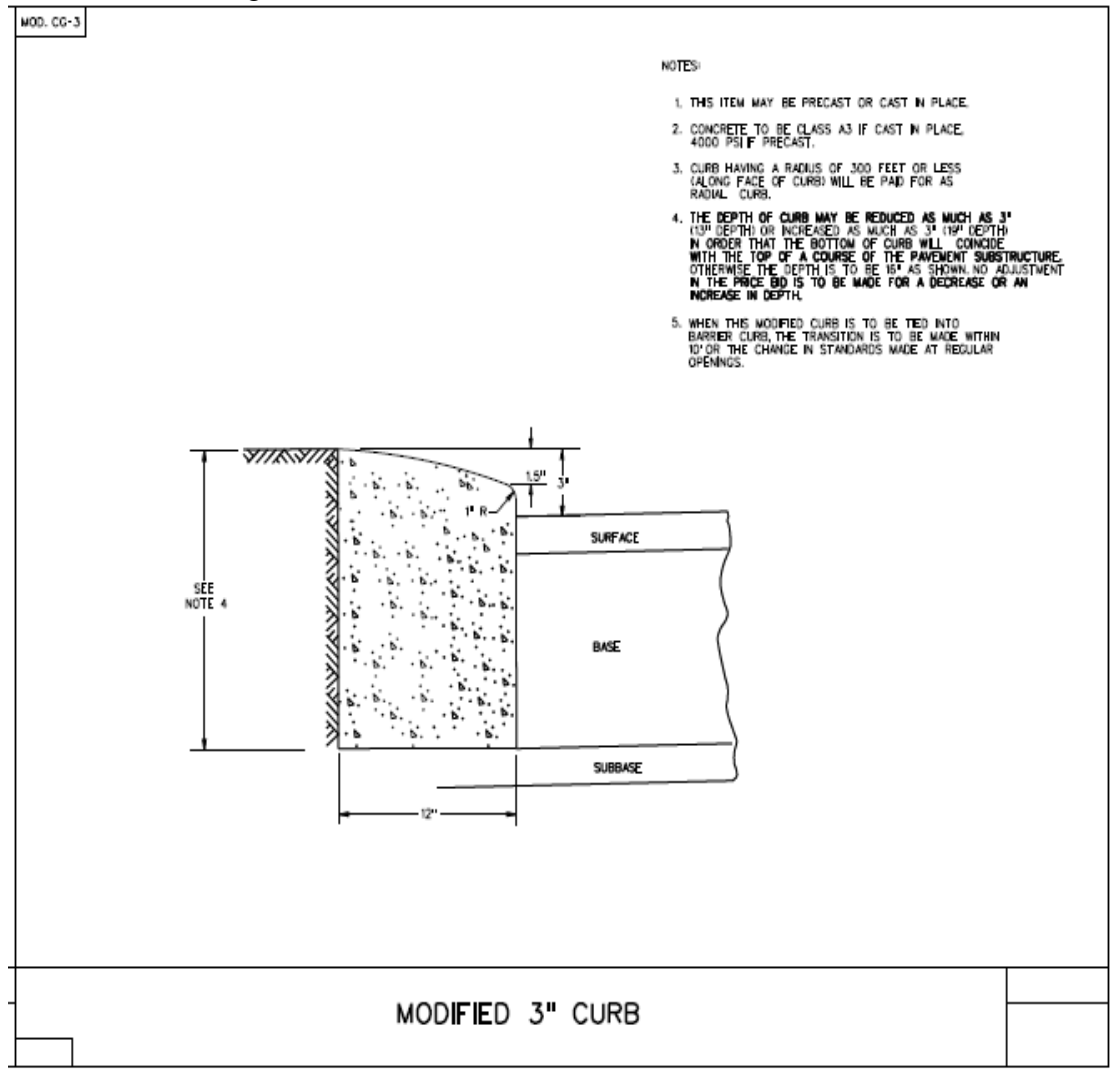 MOD. CG-3
NOTES:
1. THIS ITEM MAY BE PRECAST OR CAST IN PLACE.
2. CONCRETE TO BE CLASS A3 IF CAST IN PLACE,
4000 PSI IF PRECAST.
3. CURB HAVING A RADIUS OF 300 FEET OR LESS
(ALONG FACE OF CURB) WILL BE PAID FOR AS
RADIAL CURB.
4. THE DEPTH OF CURB MAY BE REDUCED AS MUCH AS 3"
(13" DEPTH) OR INCREASED AS MUCH AS 3" (19" DEPTH)
IN ORDER THAT THE BOTTOM OF CURB WILL COINCIDE
WITH THE TOP OF A COURSE OF THE PAVEMENT SUBSTRUCTURE.
OTHERWISE THE DEPTH IS TO BE 16" AS SHOWN. NO ADJUSTMENT
IN THE PRICE BID IS TO BE MADE FOR A DECREASE OR AN
INCREASE IN DEPTH.
5. WHEN THIS MODIFIED CURB IS TO BE TIED INTO
BARRIER CURB, THE TRANSITION IS TO BE MADE WITHIN
10' OR THE CHANGE IN STANDARDS MADE AT REGULAR
OPENINGS.
1.5"
3"
1" R
SURFACE
SEE
NOTE 4
BASE
SUBBASE
12"
MODIFIED 3" CURB